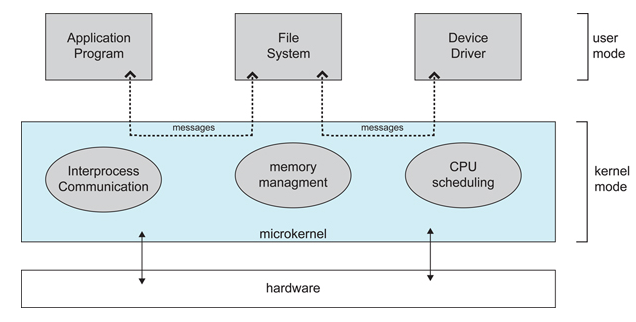 Application
Program
File
System
Device
Driver
user
mode
messages
messages
Interprocess
Communication
memory
managment
CPU
scheduling
kernel
mode
microkernel
hardware